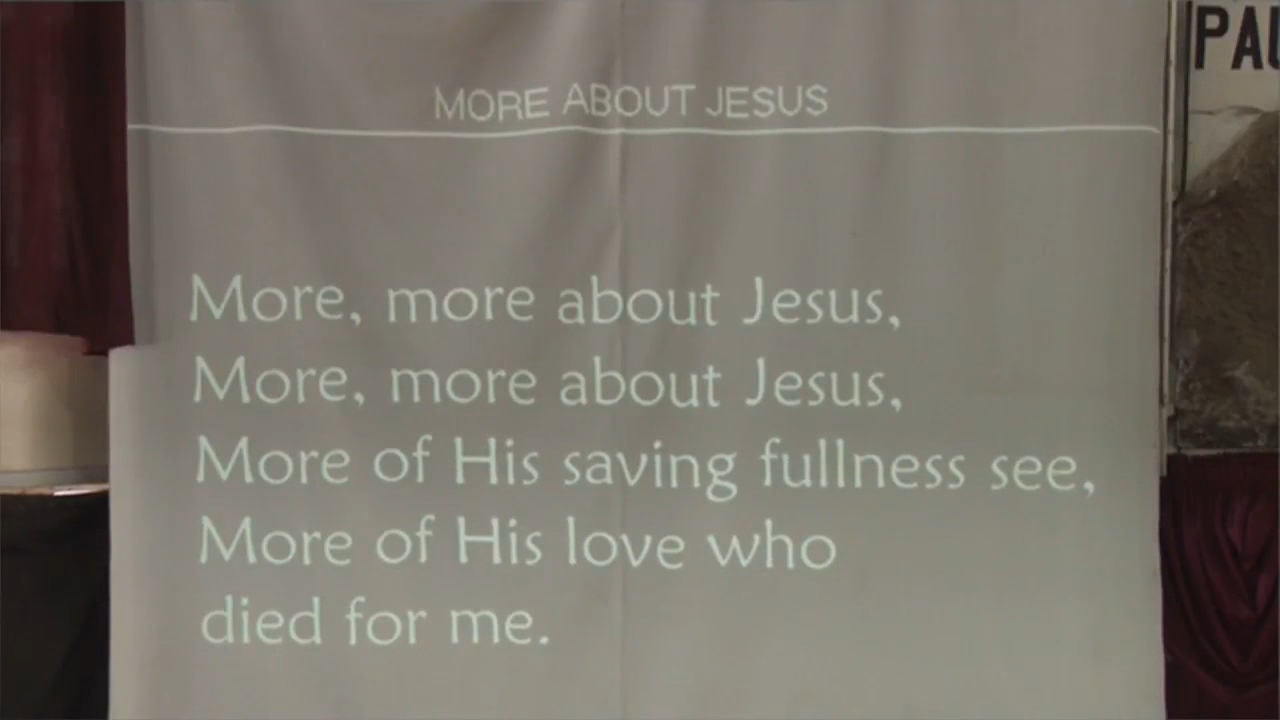 MORE ABOUT JESUS
More, more about Jesus,
More, more about Jesus,
More of His saving fullness see,
More of His love who
died for me.